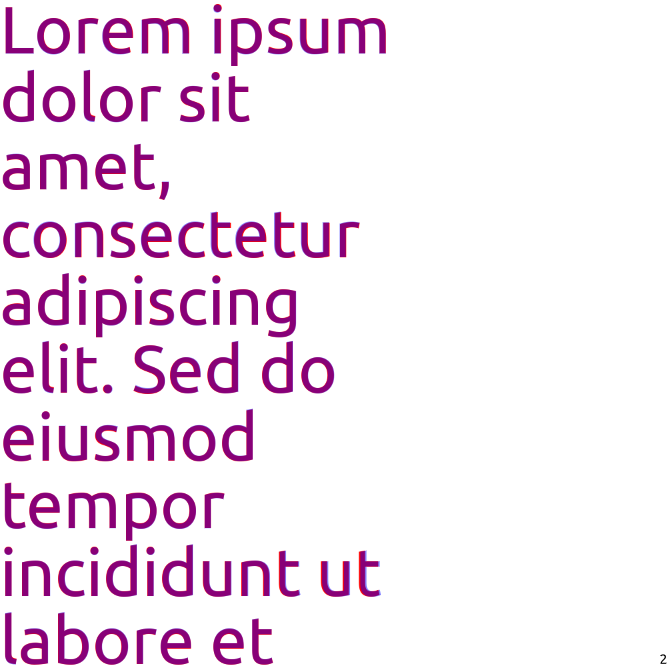 Lorem ipsum
dolor sit
amet,
consectetur
adipiscing
elit. Sed do
eiusmod
tempor
incididunt ut
labore et
2